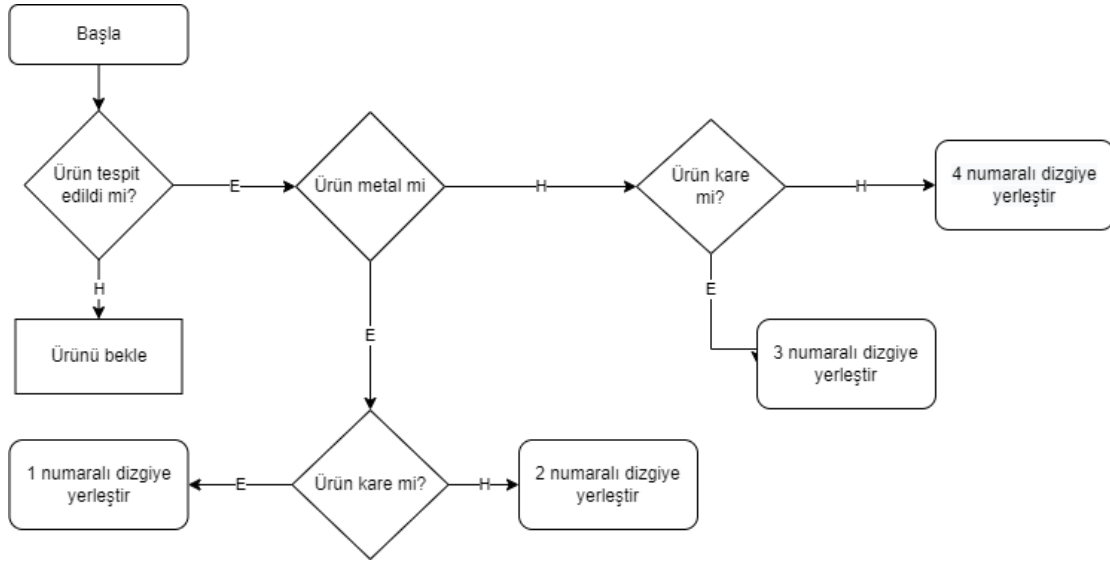 Başla
Ürün tespit
edildi mi?
E
Ürün metal mi
H
Ürün kare
mi?
H
4 numaralı dizgiye
yerleştir
H
E
E
Ürünü bekle
3 numaralı dizgiye
yerleştir
1 numaralı dizgiye
yerleştir
E
Ürün kare mi?
H
2 numaralı dizgiye
yerleştir